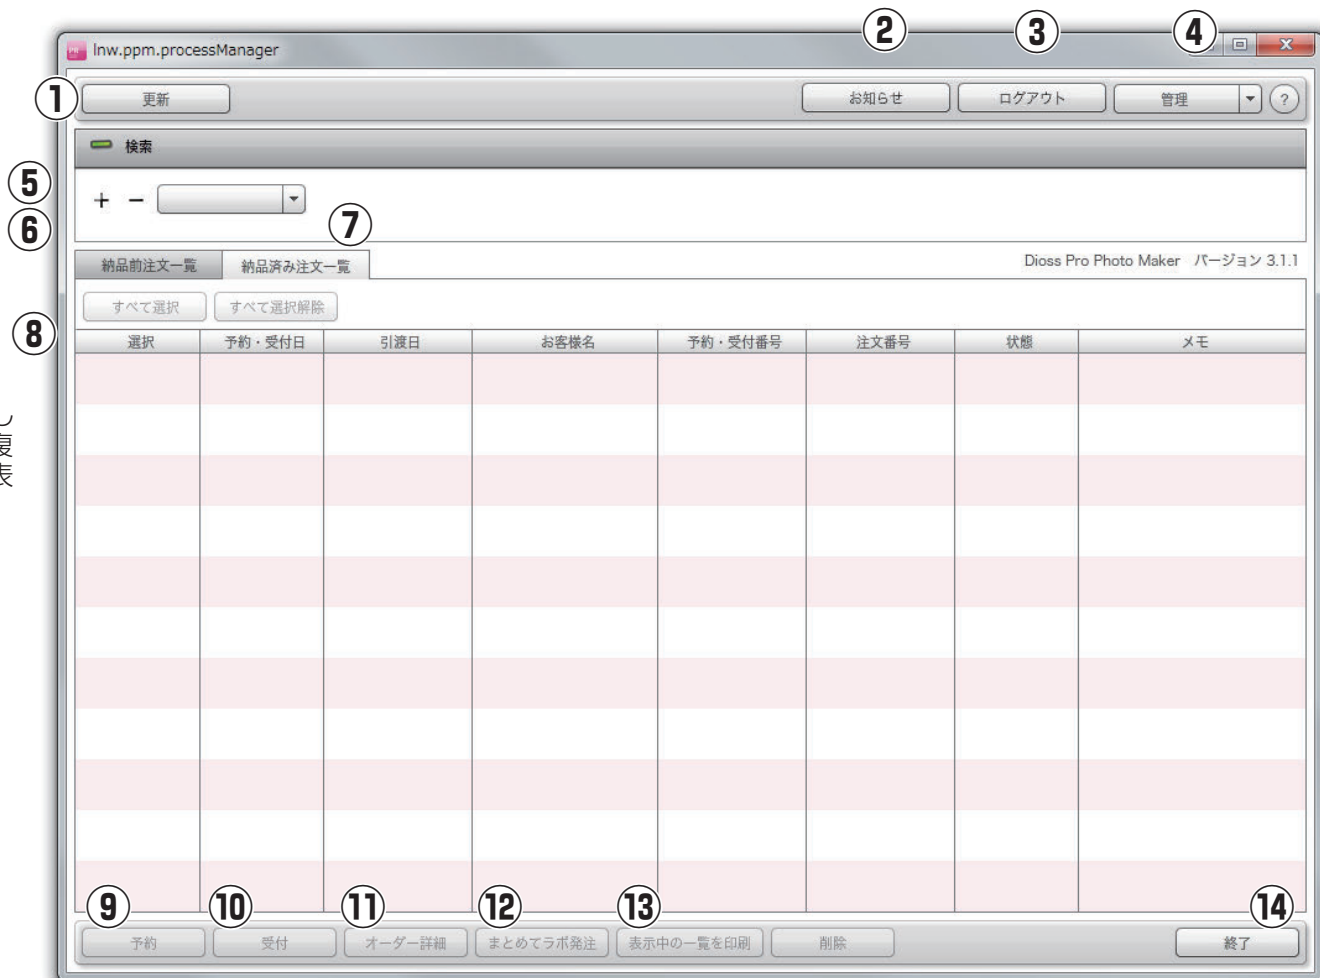 ② ③ ④
PR lnw.ppm.processManager
① 更新 お知らせ ログアウト 管理 ?
検索
⑤
+ −
⑥ ⑦
納品前注文一覧 納品済み注文一覧 Dioss Pro Photo Maker バージョン 3.1.1
すべて選択 すべて選択解除
⑧
選択 予約・受付日 引渡日 お客様名 予約・受付番号 注文番号 状態 メモ
し
復
表
⑨ ⑩ ⑪ ⑫ ⑬ ⑭
予約 受付 オーダー詳細 まとめてラボ発注 表示中の一覧を印刷 削除 終了